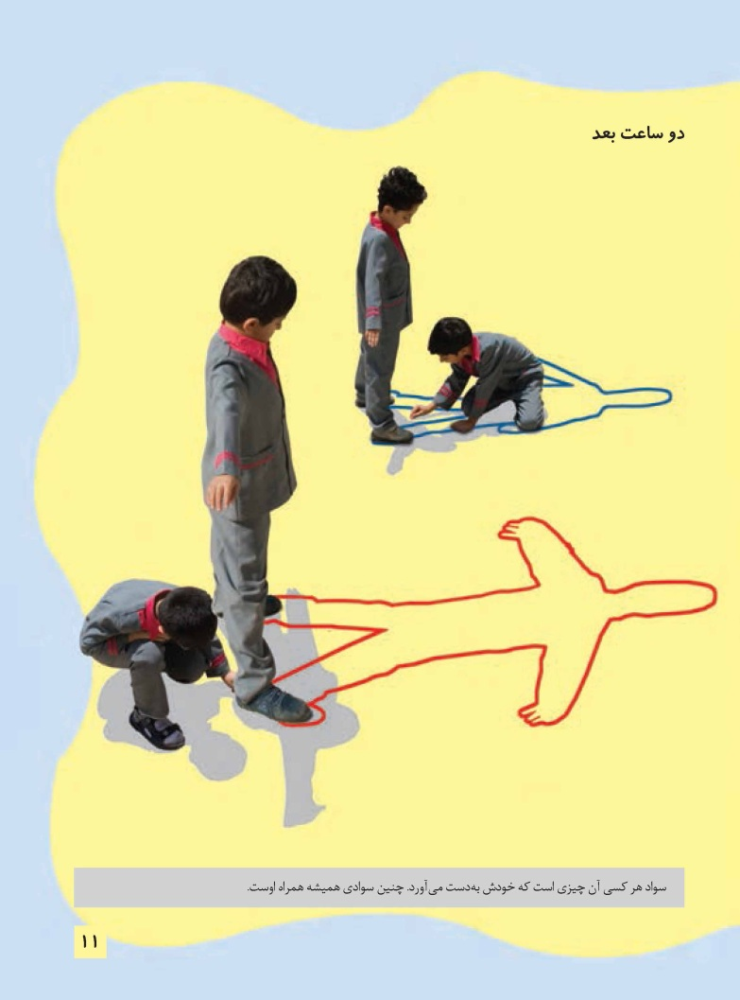 دو ساعت بعد
سواد هر کسی آن چیزی است که خودش به‌دست می‌آورد. چنین سوادی همیشه همراه اوست.
۱۱